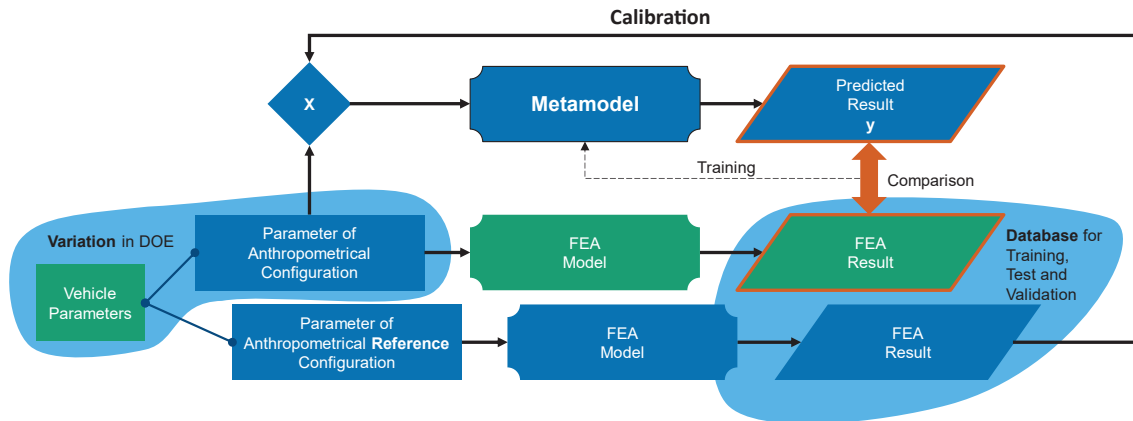 Calibration
X
Metamodel
Predicted
Result
y
Training
Comparison
Variation in DOE
Parameter of
Anthropometrical
Configuration
FEA
Model
FEA
Result
Database for
Training,
Test and
Validation
Vehicle
Parameters
Parameter of
Anthropometrical Reference
Configuration
FEA
Model
FEA
Result